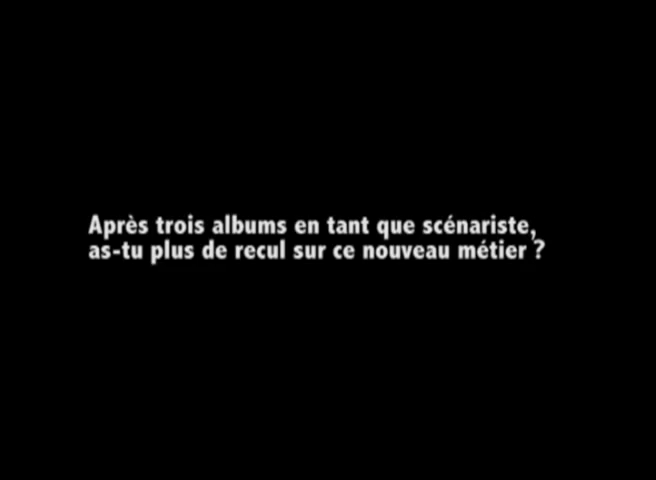 Après trois albums en tant que scénariste,
as-tu plus de recul sur ce nouveau métier ?